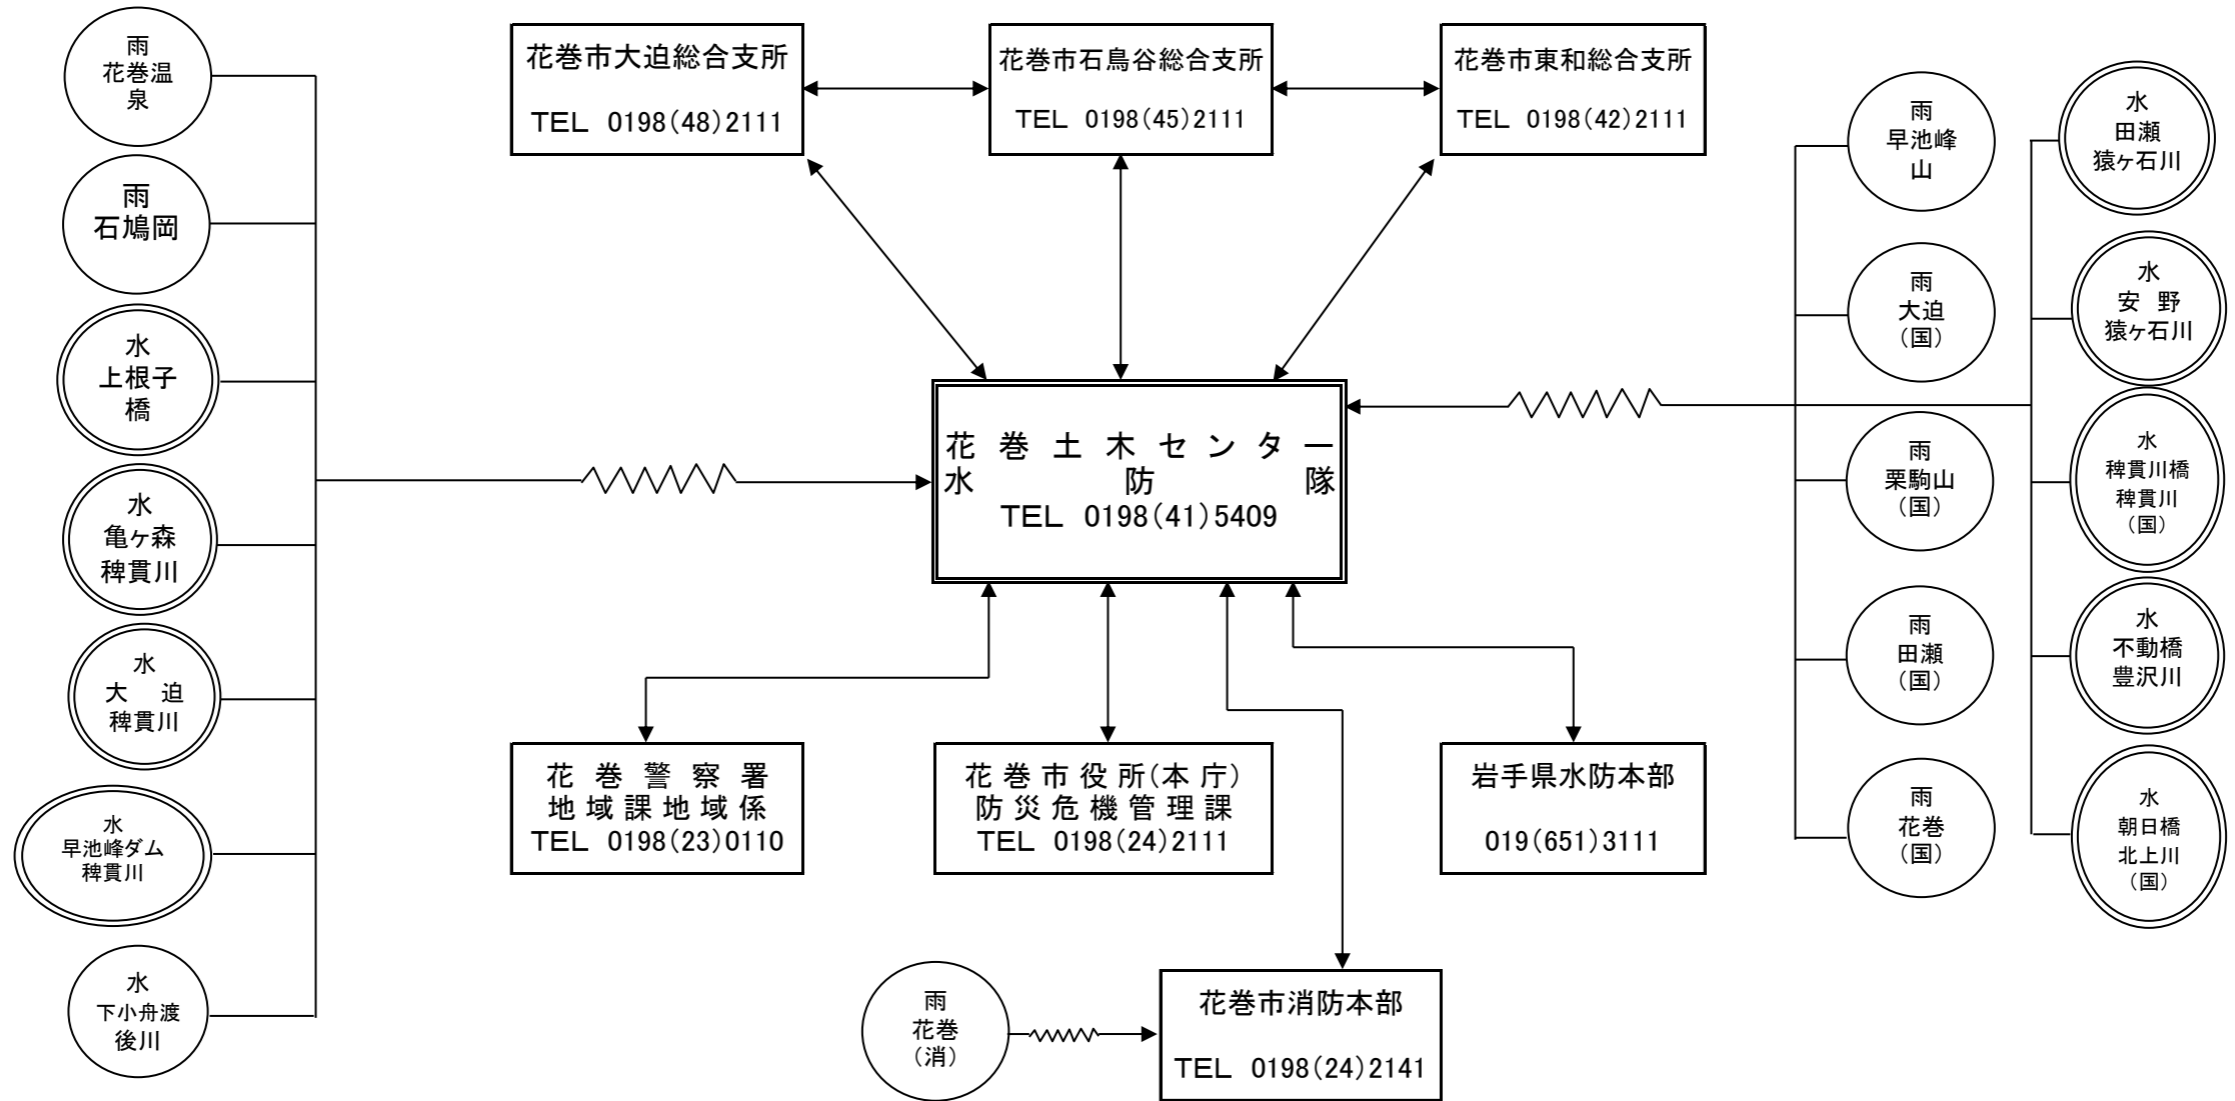 雨
花巻温
泉
雨
石鳩岡
水
上根子
橋
水
亀ヶ森
稗貫川
水
大 迫
稗貫川
水
早池峰ダム
稗貫川
水
下小舟渡
後川
花巻市大迫総合支所
TEL 0198(48)2111
花巻市石鳥谷総合支所
TEL 0198(45)2111
花巻市東和総合支所
TEL 0198(42)2111
花巻土木センター
水防隊
TEL 0198(41)5409
花巻警察署
地域課地域係
TEL 0198(23)0110
花巻市役所(本庁)
防災危機管理課
TEL 0198(24)2111
岩手県水防本部
019(651)3111
雨
花巻
(消)
花巻市消防本部
TEL 0198(24)2141
雨
早池峰
山
雨
大迫
(国)
雨
栗駒山
(国)
雨
田瀬
(国)
雨
花巻
(国)
水
田瀬
猿ヶ石川
水
安 野
猿ヶ石川
水
稗貫川橋
稗貫川
(国)
水
不動橋
豊沢川
水
朝日橋
北上川
(国)